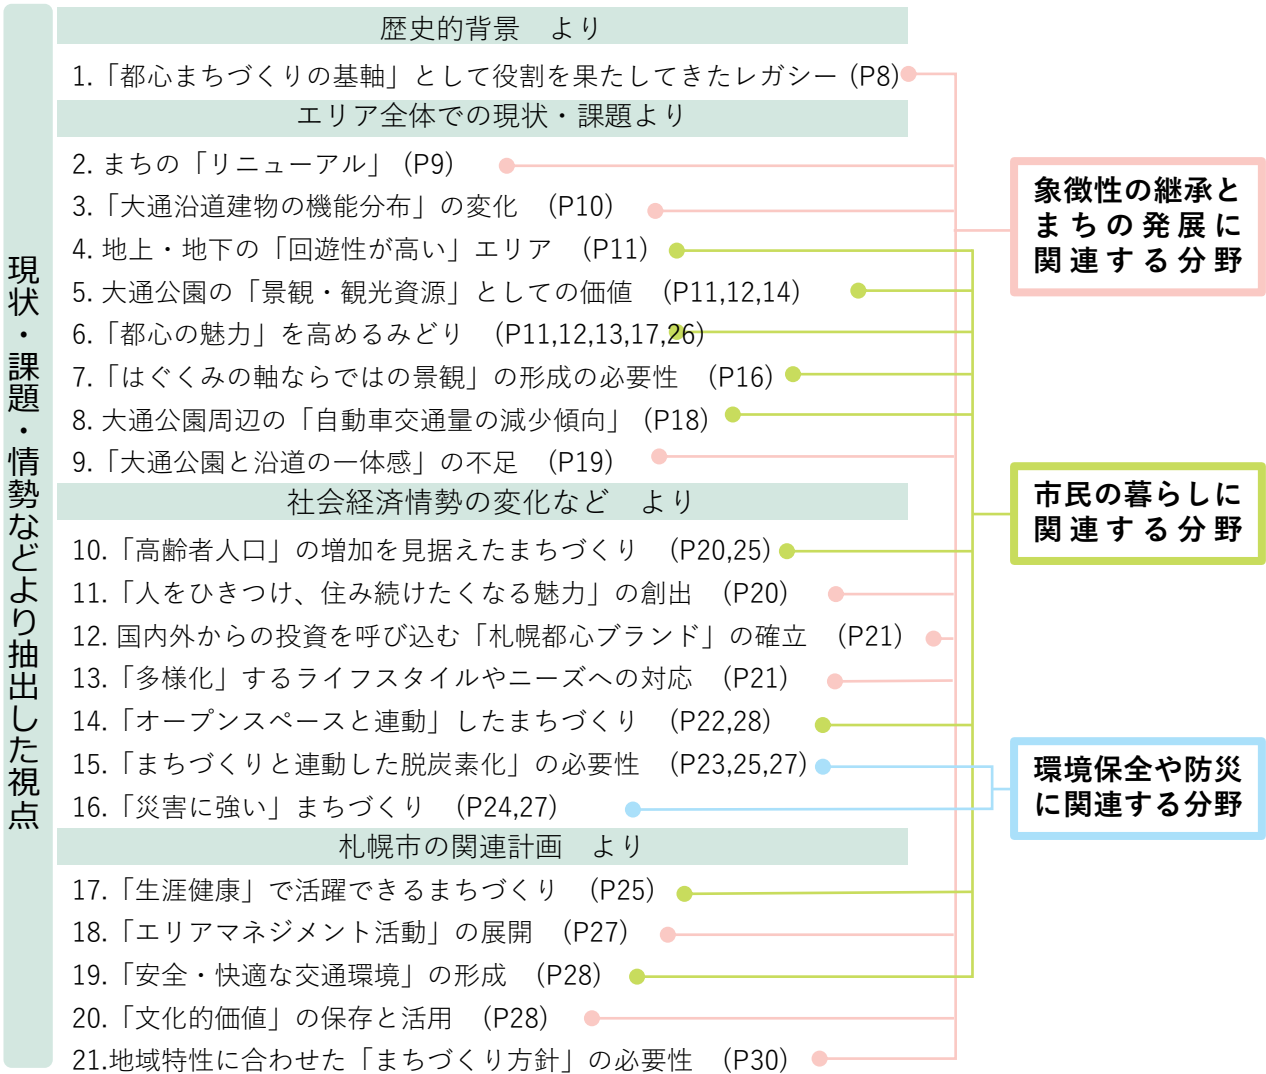 現状・課題・情勢などより抽出した視点
歴史的背景　より
1.「都心まちづくりの基軸」として役割を果たしてきたレガシー (P8)
エリア全体での現状・課題より
2. まちの「リニューアル」 (P9)
3.「大通沿道建物の機能分布」の変化　(P10)
4. 地上・地下の「回遊性が高い」エリア　(P11)
5. 大通公園の「景観・観光資源」としての価値　(P11,12,14)
6.「都心の魅力」を高めるみどり　(P11,12,13,17,26)
7.「はぐくみの軸ならではの景観」の形成の必要性　(P16)
8. 大通公園周辺の「自動車交通量の減少傾向」 (P18)
9.「大通公園と沿道の一体感」の不足　(P19)
社会経済情勢の変化など　より
10.「高齢者人口」の増加を見据えたまちづくり　(P20,25)
11.「人をひきつけ、住み続けたくなる魅力」の創出　(P20)
12. 国内外からの投資を呼び込む「札幌都心ブランド」の確立　(P21)
13.「多様化」するライフスタイルやニーズへの対応　(P21)
14.「オープンスペースと連動」したまちづくり　(P22,28)
15.「まちづくりと連動した脱炭素化」の必要性　(P23,25,27)
16.「災害に強い」まちづくり　(P24,27)
札幌市の関連計画　より
17.「生涯健康」で活躍できるまちづくり　(P25)
18.「エリアマネジメント活動」の展開　(P27)
19.「安全・快適な交通環境」の形成　(P28)
20.「文化的価値」の保存と活用　(P28)
21.地域特性に合わせた「まちづくり方針」の必要性　(P30)
象徴性の継承と
まちの発展に
関連する分野
市民の暮らしに
関連する分野
環境保全や防災
に関連する分野